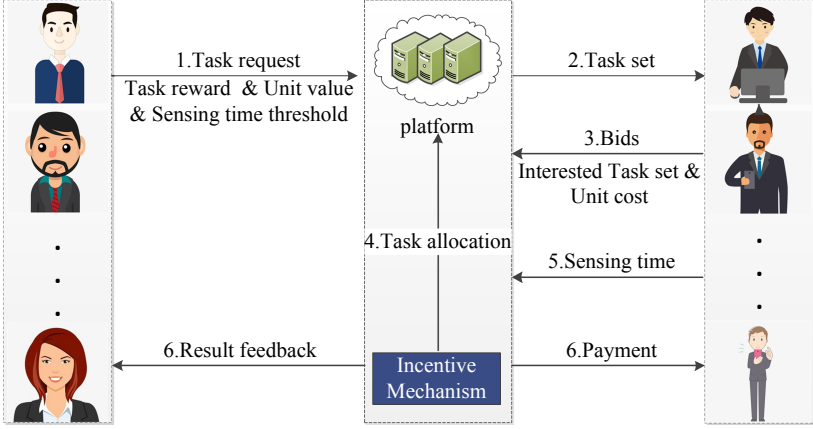 1.Task request
Task reward & Unit value
& Sensing time threshold
platform
2.Task set
3.Bids
Interested Task set &
Unit cost
4.Task allocation
5.Sensing time
6.Result feedback
Incentive
Mechanism
6.Payment